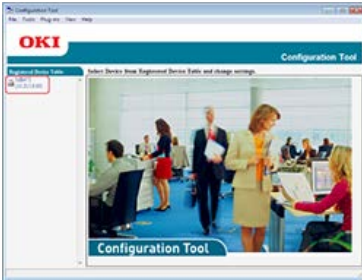 Configuration Tool
File Tools Plug-ins View Help
OKI
Configuration Tool
Registered Device Table
Select Device from Registered Device Table and change settings.
Configuration Tool